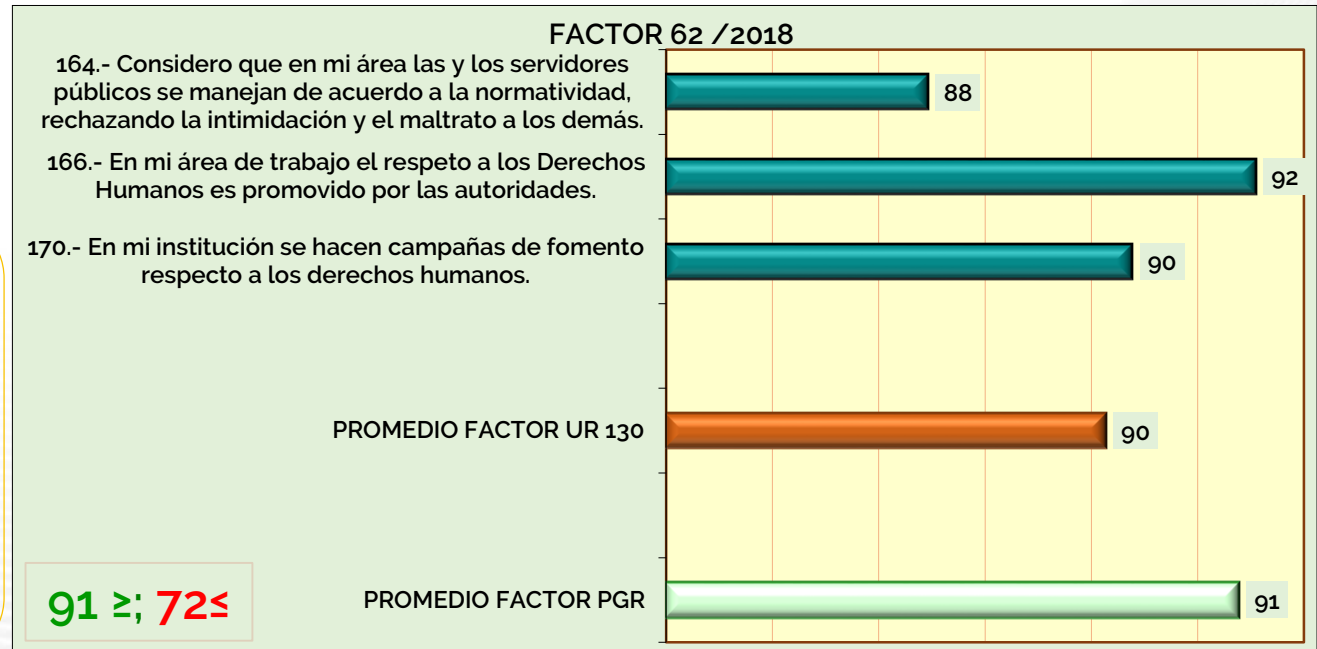 FACTOR 62 /2018
164.- Considero que en mi área las y los servidores
públicos se manejan de acuerdo a la normatividad,
rechazando la intimidación y el maltrato a los demás.
88
166.- En mi área de trabajo el respeto a los Derechos
Humanos es promovido por las autoridades.
92
170.- En mi institución se hacen campañas de fomento
respecto a los derechos humanos.
90
PROMEDIO FACTOR UR 130
90
PROMEDIO FACTOR PGR
91
91 ≥; 72≤